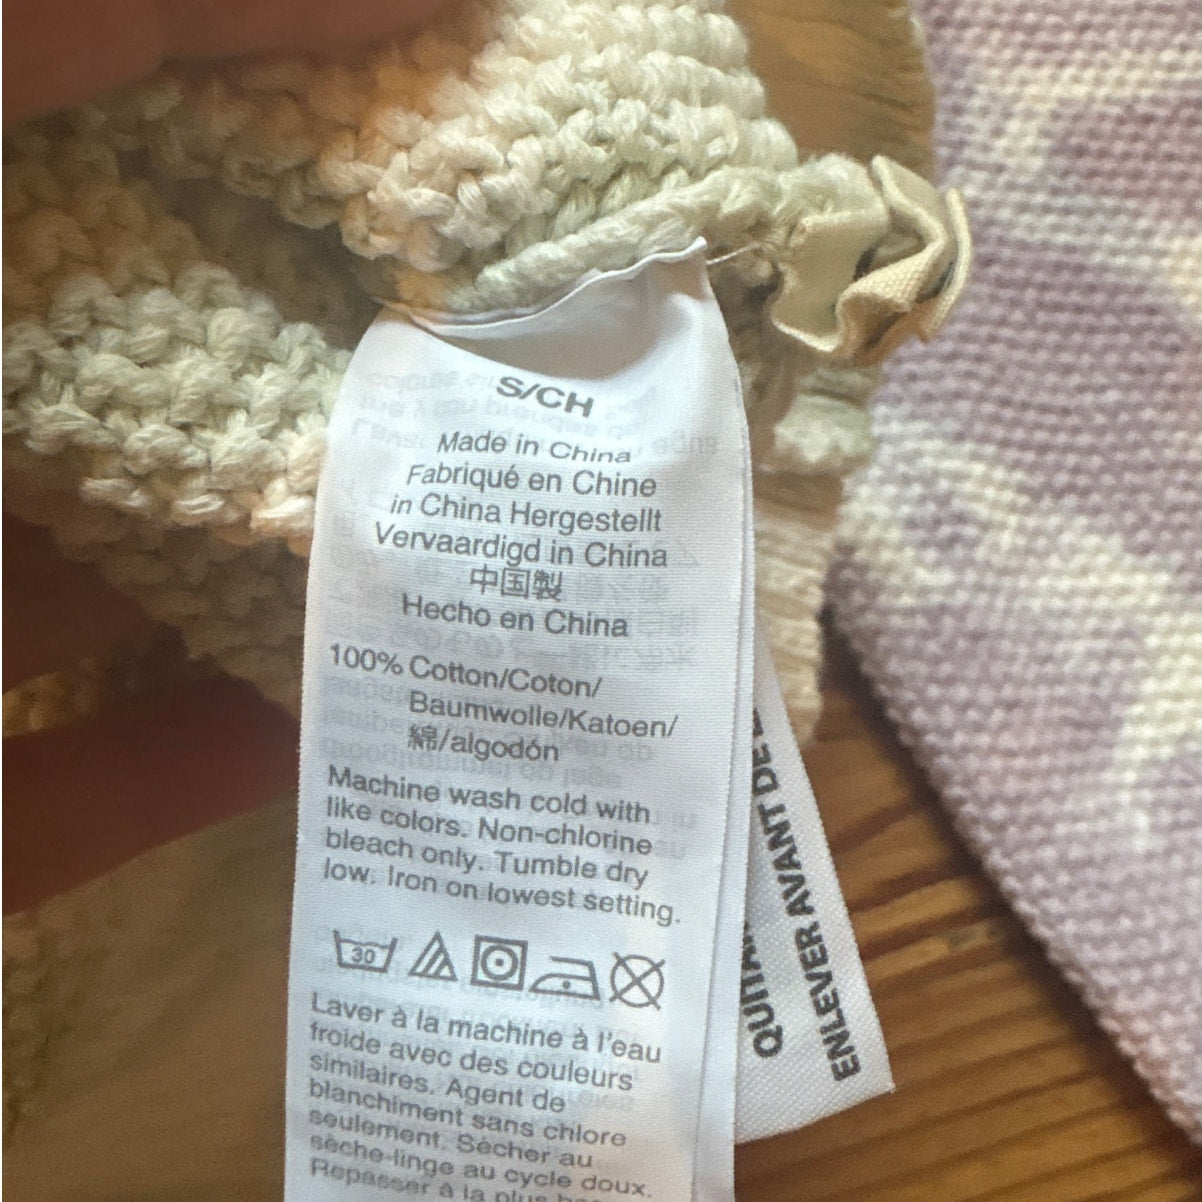 S/CH
Made in China
Fabriqué en Chine
in China Hergestellt
Vervaardigd in China
中国製
Hecho en China
100% Cotton/Coton/
Baumwolle/Katoen/
綿/algodón
Machine wash cold with
like colors. Non-chlorine
bleach only. Tumble dry
low. Iron on lowest setting.
30
Laver à la machine à l'eau
froide avec des couleurs
similaires. Agent de
blanchiment sans chlore
seulement. Sécher au
sèche-linge au cycle doux.
Repasser à la plus
ENLEVER AVANT DE